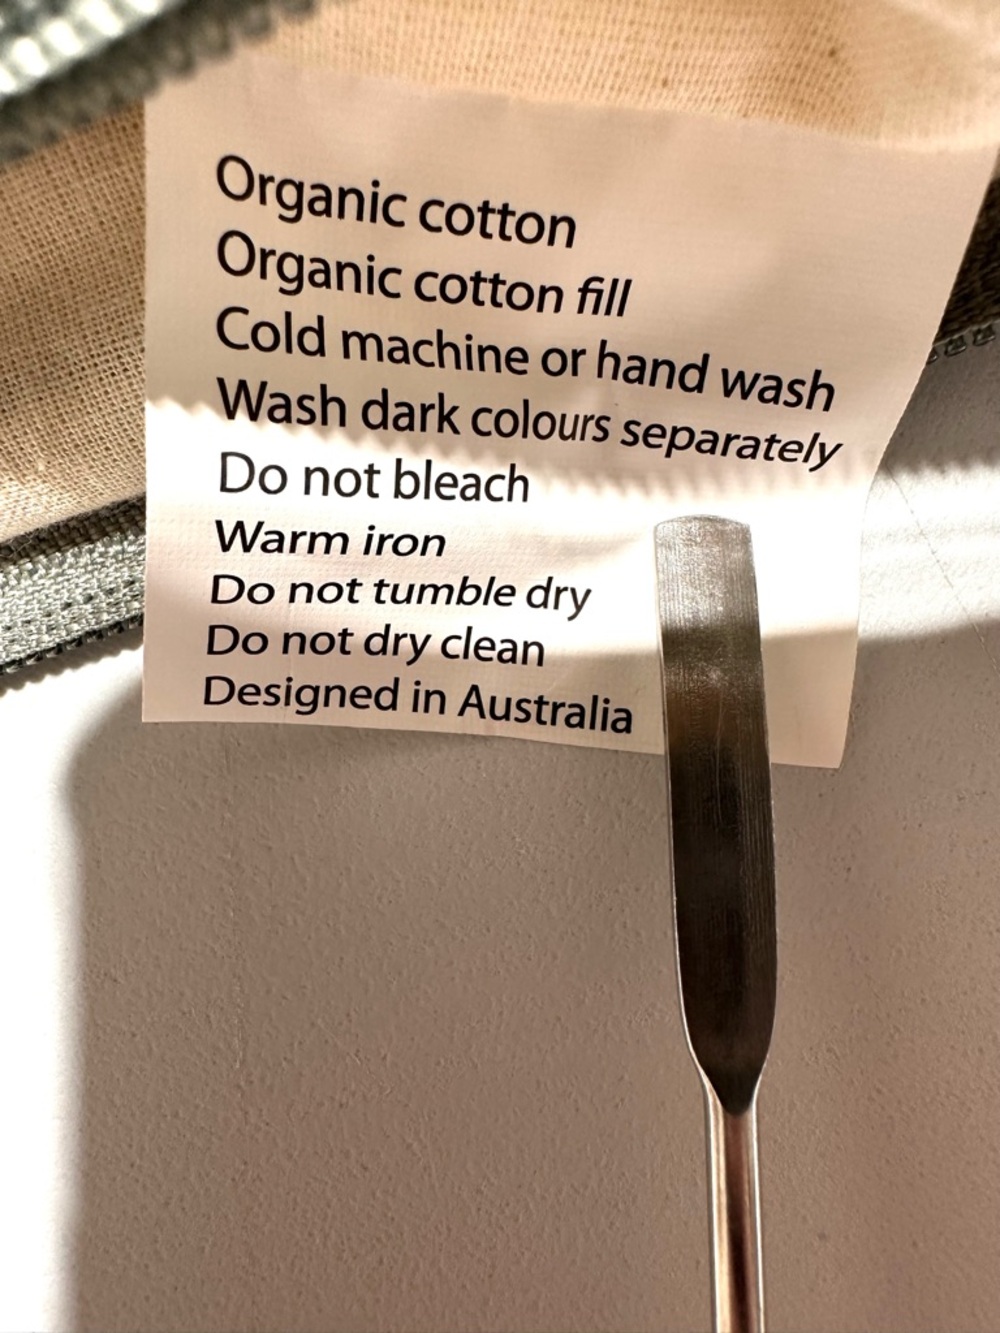 Organic cotton
Organic cotton fill
Cold machine or hand wash
Wash dark colours separately
Do not bleach
Warm iron
Do not tumble dry
Do not dry clean
Designed in Australia